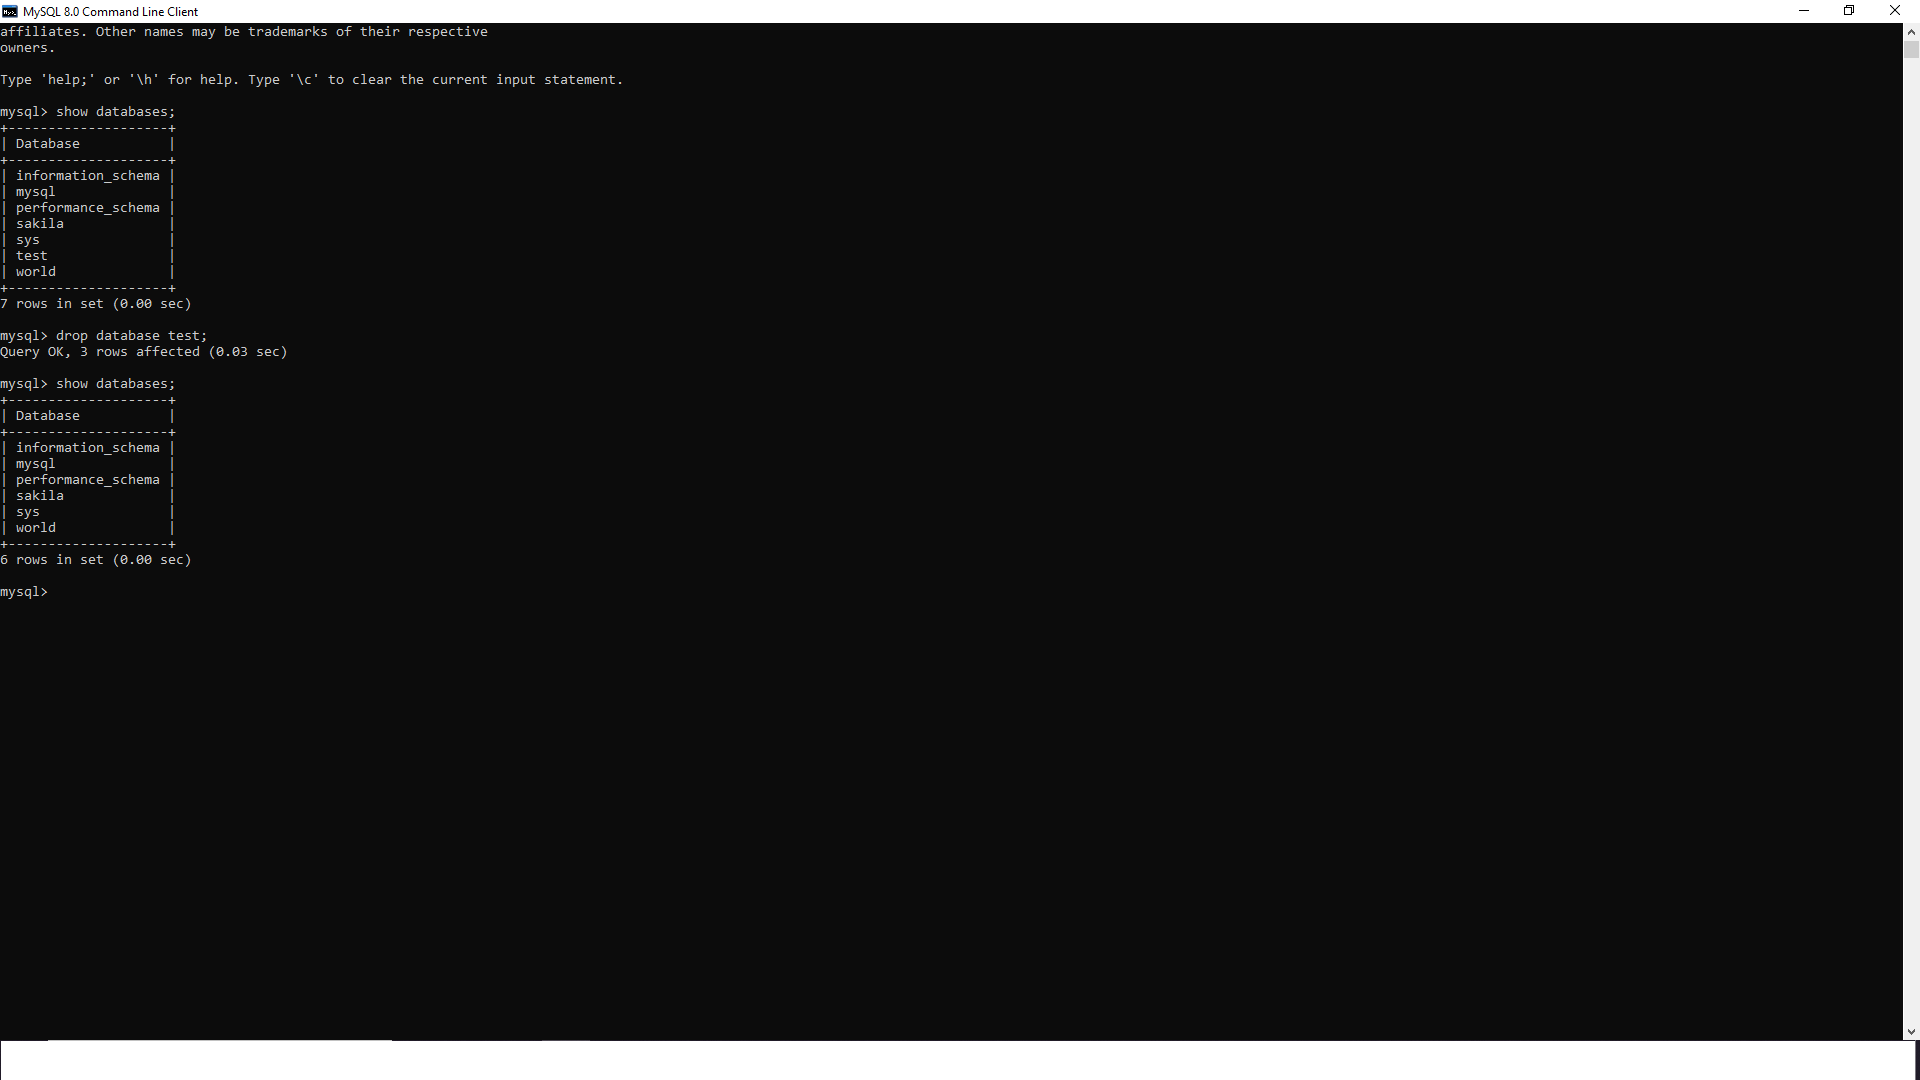 MySQL 8.0 Command Line Client
affiliates. Other names may be trademarks of their respective
owners.
Type 'help;' or '\h' for help. Type '\c' to clear the current input statement.
mysql> show databases;
+--------------------+
| Database           |
+--------------------+
| information_schema |
| mysql              |
| performance_schema |
| sakila             |
| sys                |
| test               |
| world              |
+--------------------+
7 rows in set (0.00 sec)
mysql> drop database test;
Query OK, 3 rows affected (0.03 sec)
mysql> show databases;
+--------------------+
| Database           |
+--------------------+
| information_schema |
| mysql              |
| performance_schema |
| sakila             |
| sys                |
| world              |
+--------------------+
6 rows in set (0.00 sec)
mysql>